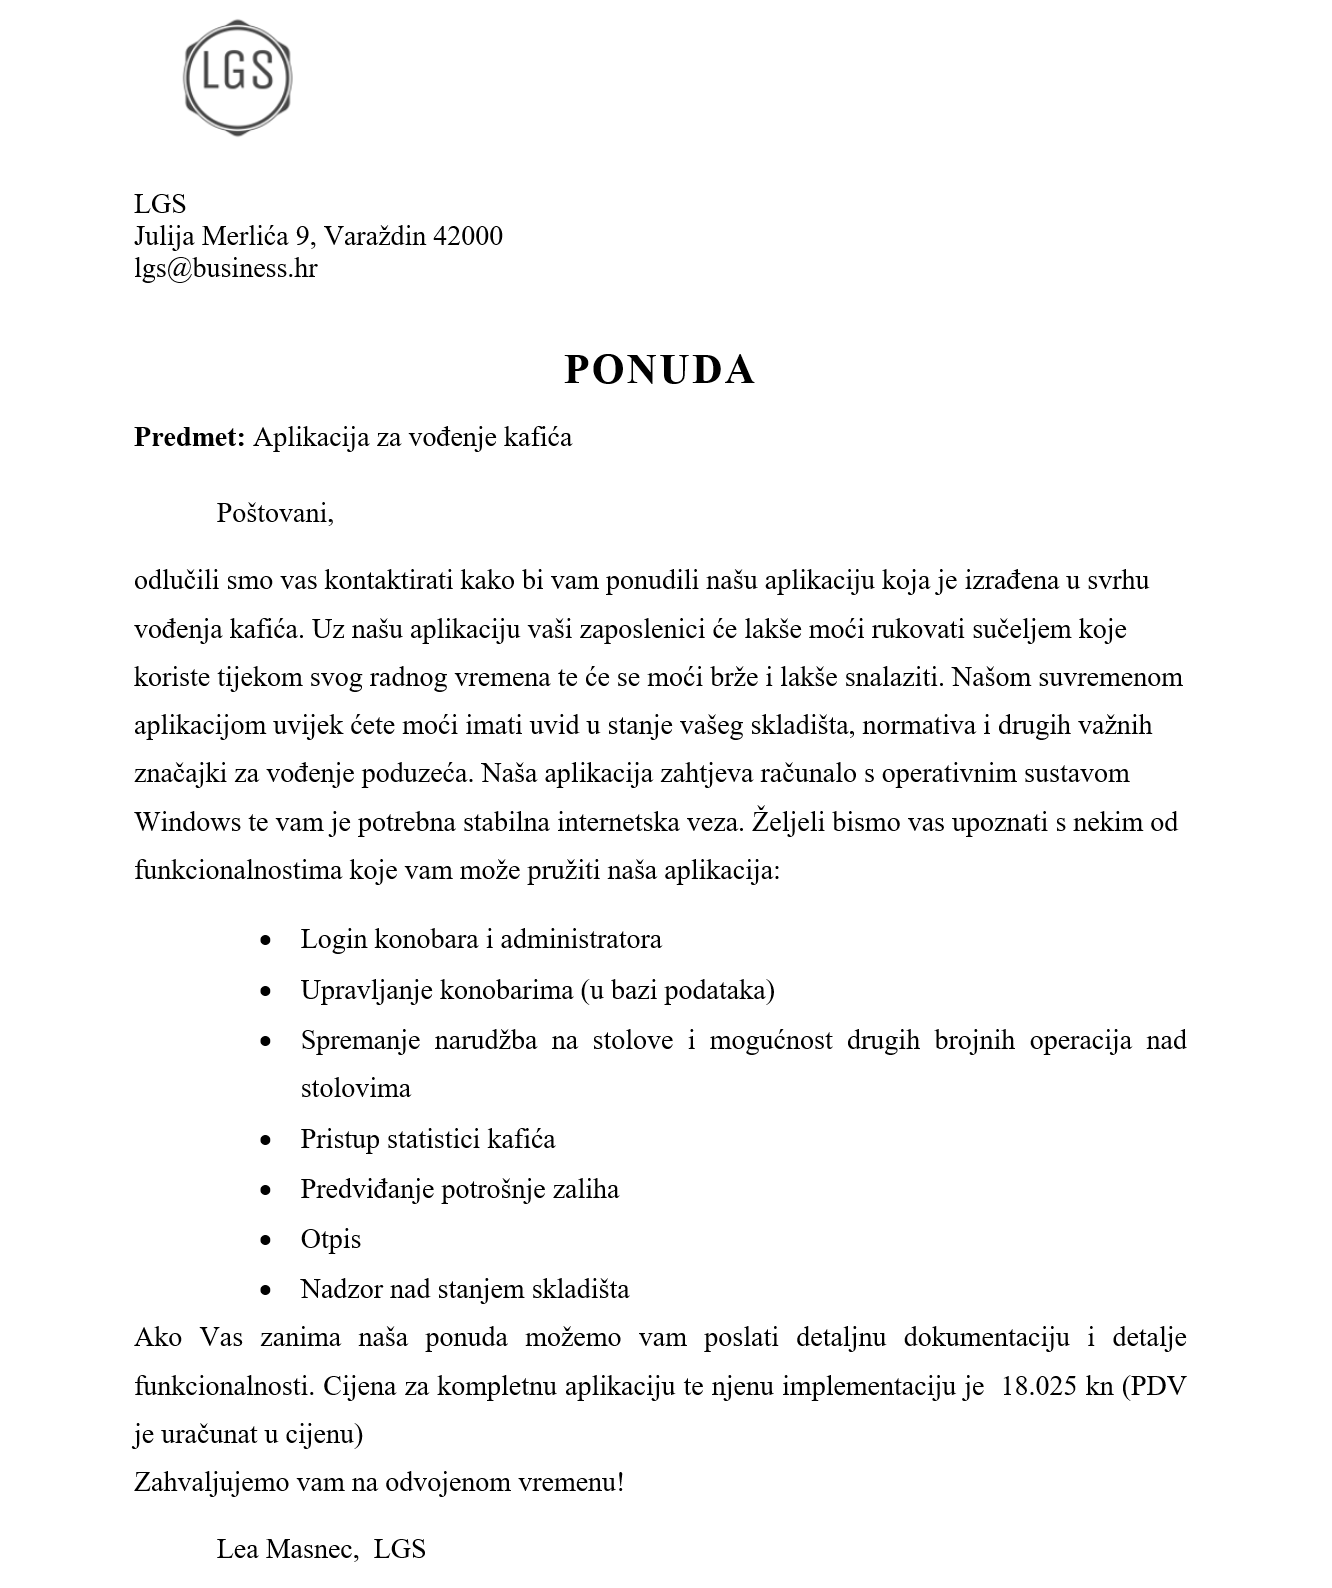 LGS
LGS
Julija Merlića 9, Varaždin 42000
lgs@business.hr
PONUDA
Predmet: Aplikacija za vođenje kafića
Poštovani,
odlučili smo vas kontaktirati kako bi vam ponudili našu aplikaciju koja je izrađena u svrhu
vođenja kafića. Uz našu aplikaciju vaši zaposlenici će lakše moći rukovati sučeljem koje
koriste tijekom svog radnog vremena te će se moći brže i lakše snalaziti. Našom suvremenom
aplikacijom uvijek ćete moći imati uvid u stanje vašeg skladišta, normativa i drugih važnih
značajki za vođenje poduzeća. Naša aplikacija zahtjeva računalo s operativnim sustavom
Windows te vam je potrebna stabilna internetska veza. Željeli bismo vas upoznati s nekim od
funkcionalnostima koje vam može pružiti naša aplikacija:
• Login konobara i administratora
• Upravljanje konobarima (u bazi podataka)
• Spremanje narudžba na stolove i mogućnost drugih brojnih operacija nad
stolovima
• Pristup statistici kafića
• Predviđanje potrošnje zaliha
• Otpis
• Nadzor nad stanjem skladišta
Ako Vas zanima naša ponuda možemo vam poslati detaljnu dokumentaciju i detalje
funkcionalnosti. Cijena za kompletnu aplikaciju te njenu implementaciju je  18.025 kn (PDV
je uračunat u cijenu)
Zahvaljujemo vam na odvojenom vremenu!
Lea Masnec,  LGS